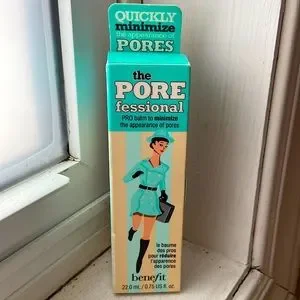 QUICKLY
minimize
the appearance of
PORES
the
PORE
fessional
PRO balm to minimize
the appearance of pores
le baume
des pros
pour réduire
l'apparence
des pores
benefit
22.0 mL / 0.75 US fl. oz.